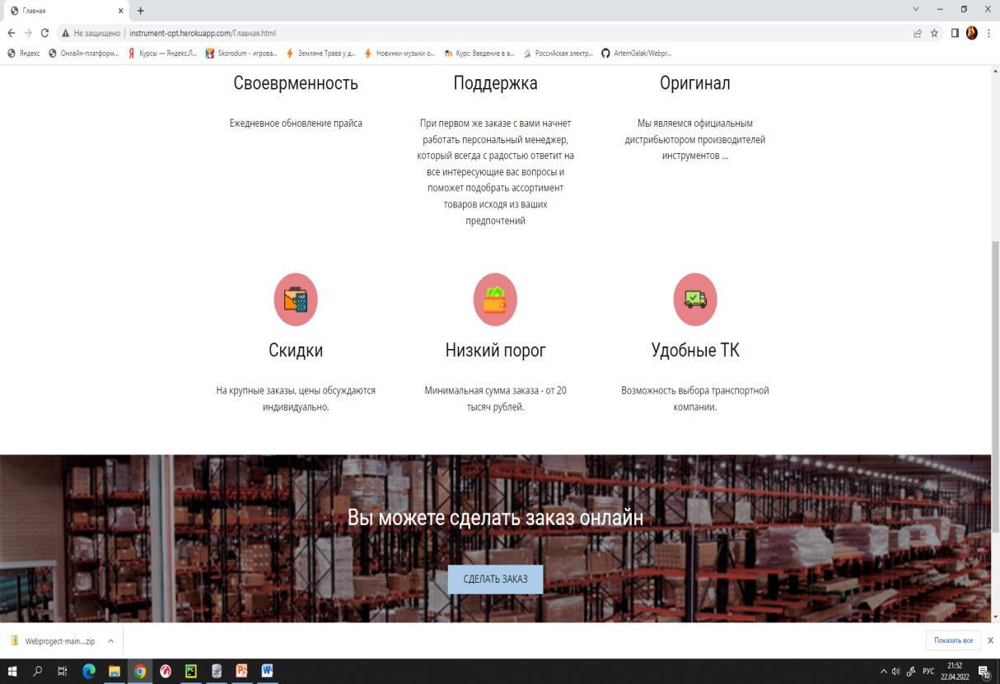 Главная
Не защищено
instrument-opt.herokuapp.com/Главная.html
Яндекс
Онлайн-платформ...
Курсы — Яндекс.Л...
Skorodum - игрова...
Земляне Трава у д...
Новинки музыки о...
Курс: Введение в а...
Российская электр...
ArtemGalak/Webpr...
Своеврменность
Поддержка
Оригинал
Ежедневное обновление прайса
При первом же заказе с вами начнет
работать персональный менеджер,
который всегда с радостью ответит на
все интересующие вас вопросы и
поможет подобрать ассортимент
товаров исходя из ваших
предпочтений
Мы являемся официальным
дистрибьютором производителей
инструментов ...
Скидки
Низкий порог
Удобные ТК
На крупные заказы, цены обсуждаются
индивидуально.
Минимальная сумма заказа - от 20
тысяч рублей.
Возможность выбора транспортной
компании.
Вы можете сделать заказ онлайн
СДЕЛАТЬ ЗАКАЗ
Webprogect-main....zip
Показать все
РУС
21:52
22.04.2022
10